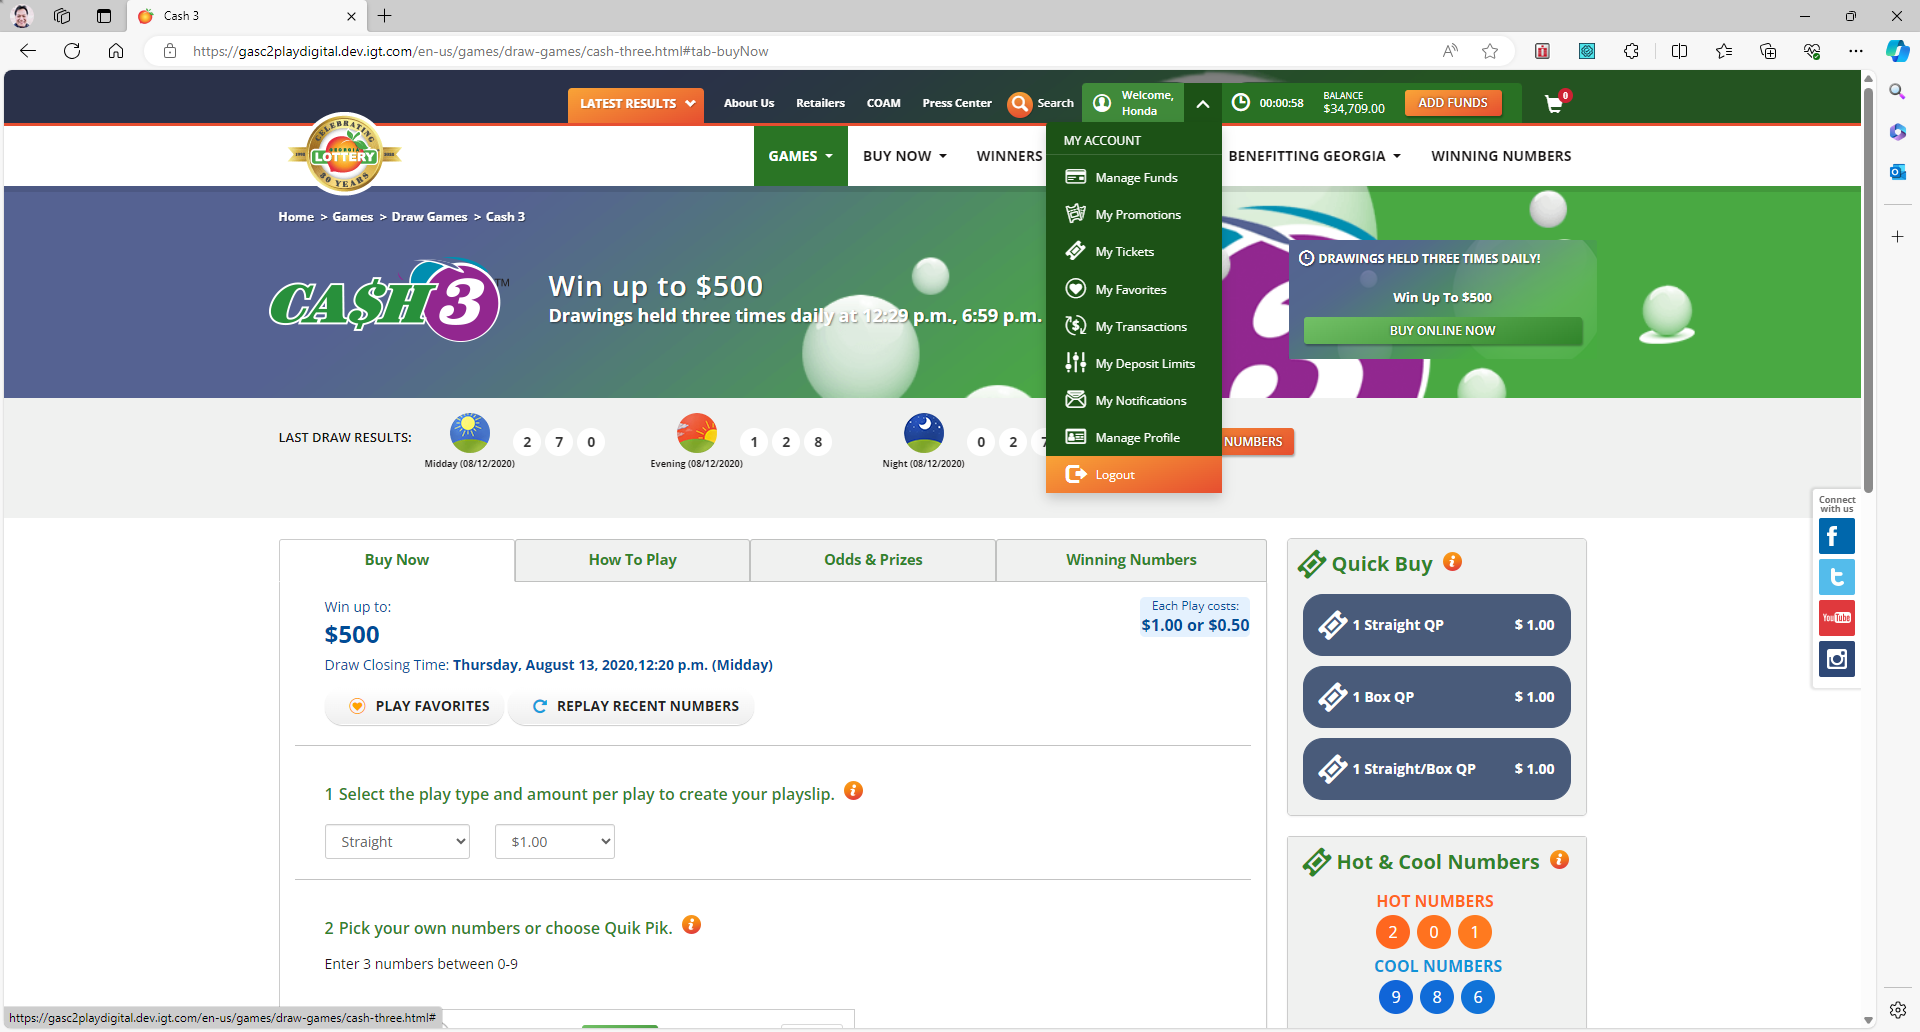 Cash 3
https://gasc2playdigital.dev.igt.com/en-us/games/draw-games/cash-three.html#tab-buyNow
LATEST RESULTS
About Us
Retailers
COAM
Press Center
Search
Welcome,
Honda
00:00:58
BALANCE
$34,709.00
ADD FUNDS
0
CELEBRATING
GEORGIA
LOTTERY
30 YEARS
GAMES
BUY NOW
WINNERS
BENEFITTING GEORGIA
WINNING NUMBERS
MY ACCOUNT
Manage Funds
My Promotions
My Tickets
My Favorites
My Transactions
My Deposit Limits
My Notifications
Manage Profile
Logout
Home > Games > Draw Games > Cash 3
CA$H 3 TM
Win up to $500
Drawings held three times daily at 12:29 p.m., 6:59 p.m.
DRAWINGS HELD THREE TIMES DAILY!
Win Up To $500
BUY ONLINE NOW
LAST DRAW RESULTS:
2 7 0
Midday (08/12/2020)
1 2 8
Evening (08/12/2020)
0 2 7
Night (08/12/2020)
NUMBERS
Connect
with us
f
t
YouTube
Buy Now
How To Play
Odds & Prizes
Winning Numbers
Win up to:
$500
Each Play costs:
$1.00 or $0.50
Draw Closing Time: Thursday, August 13, 2020,12:20 p.m. (Midday)
PLAY FAVORITES
REPLAY RECENT NUMBERS
1 Select the play type and amount per play to create your playslip. i
Straight
$1.00
2 Pick your own numbers or choose Quik Pik. i
Enter 3 numbers between 0-9
Quick Buy i
1 Straight QP $ 1.00
1 Box QP $ 1.00
1 Straight/Box QP $ 1.00
Hot & Cool Numbers i
HOT NUMBERS
2 0 1
COOL NUMBERS
9 8 6
https://gasc2playdigital.dev.igt.com/en-us/games/draw-games/cash-three.html#